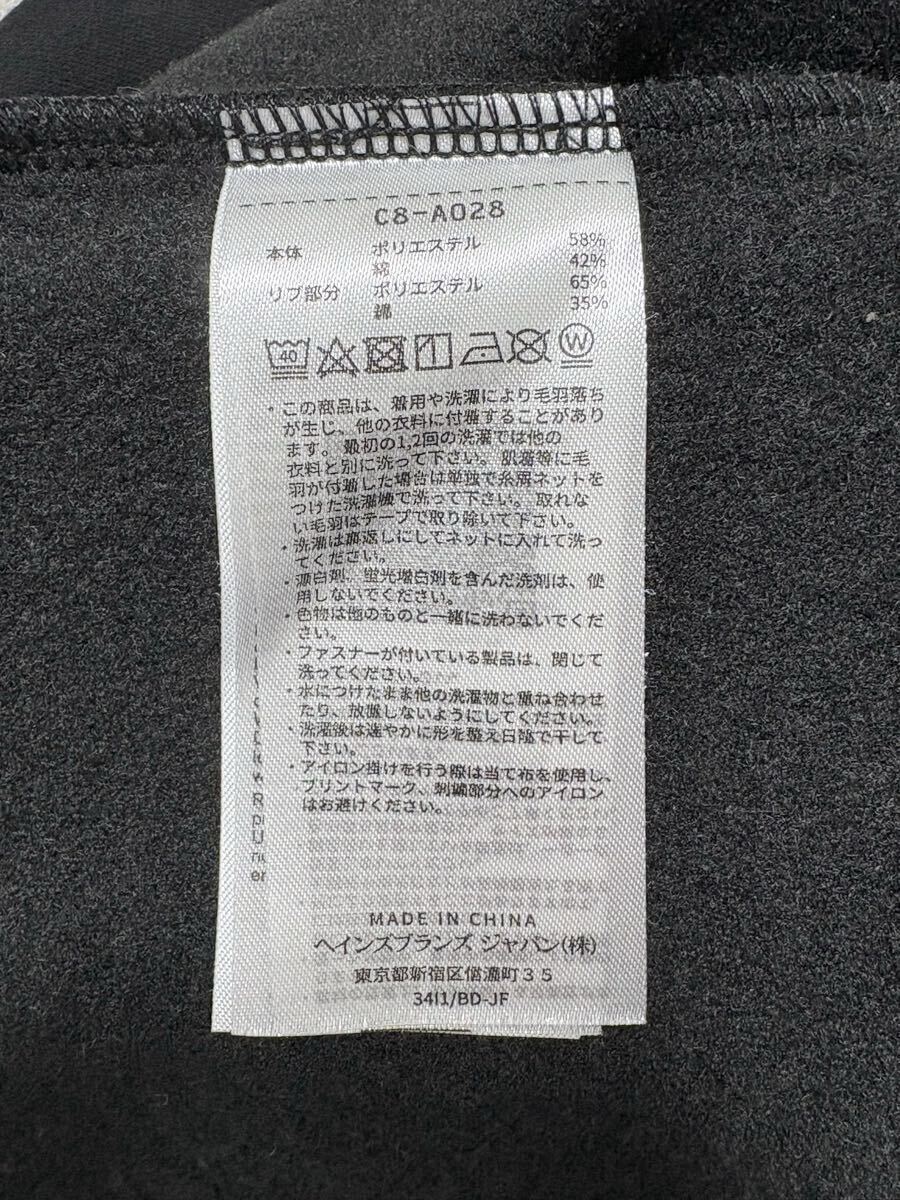 C8-A028
本体 ポリエステル 58%
綿 42%
リブ部分 ポリエステル 65%
綿 35%
40 W
・この商品は、着用や洗濯により毛羽落ち
が生じ、他の衣料に付着することがあり
ます。最初の1,2回の洗濯では他の
衣料と別に洗って下さい。肌着等に毛
羽が付着した場合は単独で糸屑ネットを
つけた洗濯機で洗って下さい。取れな
い毛羽はテープで取り除いて下さい。
・洗濯は裏返しにしてネットに入れて洗っ
てください。
・漂白剤、蛍光増白剤を含んだ洗剤は、使
用しないでください。
・色物は他のものと一緒に洗わないでくだ
さい。
・ファスナーが付いている製品は、閉じて
洗ってください。
・水につけたまま他の洗濯物と重ね合わせ
たり、放置しないようにしてください。
・洗濯後は速やかに形を整え日陰で干して
下さい。
・アイロン掛けを行う際は当て布を使用し、
プリントマーク、刺繍部分へのアイロン
はお避けください。
MADE IN CHINA
ヘインズブランズ ジャパン(株)
東京都新宿区信濃町35
34I1/BD-JF